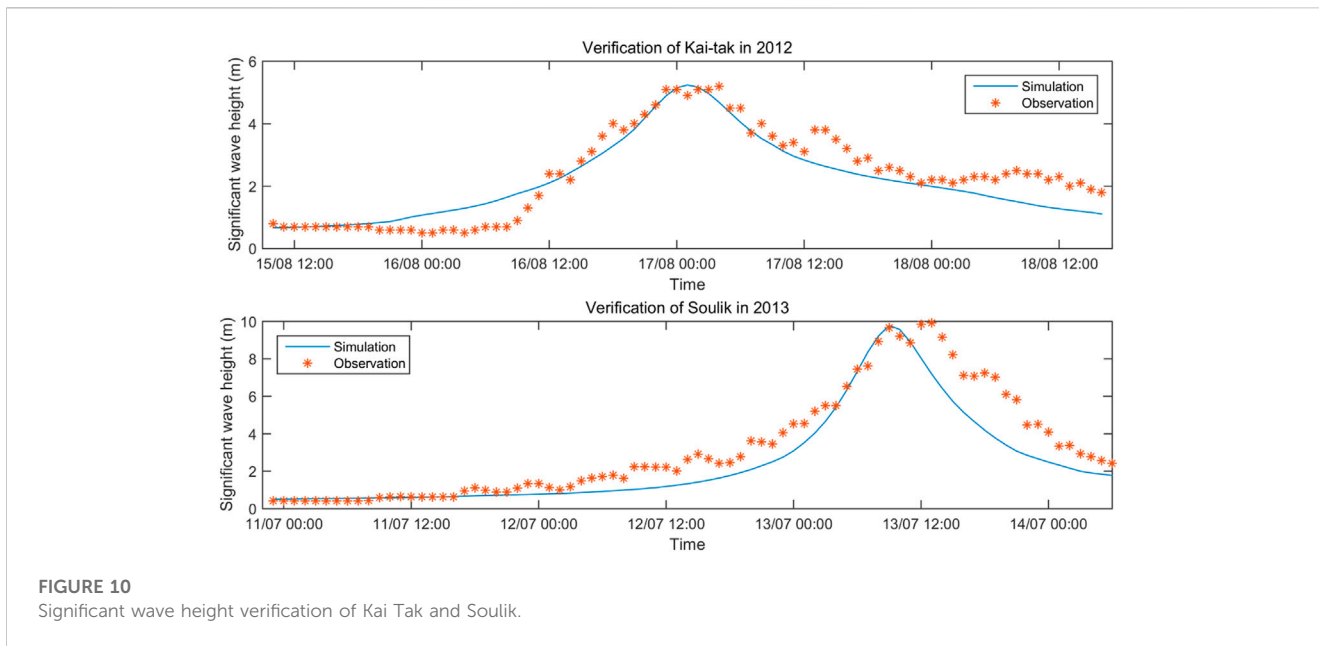 Verification of Kai-tak in 2012
Significant wave height (m)
6
4
2
0
Simulation
Observation
15/08 12:00 16/08 00:00 16/08 12:00 17/08 00:00 17/08 12:00 18/08 00:00 18/08 12:00
Time
Verification of Soulik in 2013
Significant wave height (m)
10
8
6
4
2
0
Simulation
Observation
11/07 00:00 11/07 12:00 12/07 00:00 12/07 12:00 13/07 00:00 13/07 12:00 14/07 00:00
Time
FIGURE 10
Significant wave height verification of Kai Tak and Soulik.